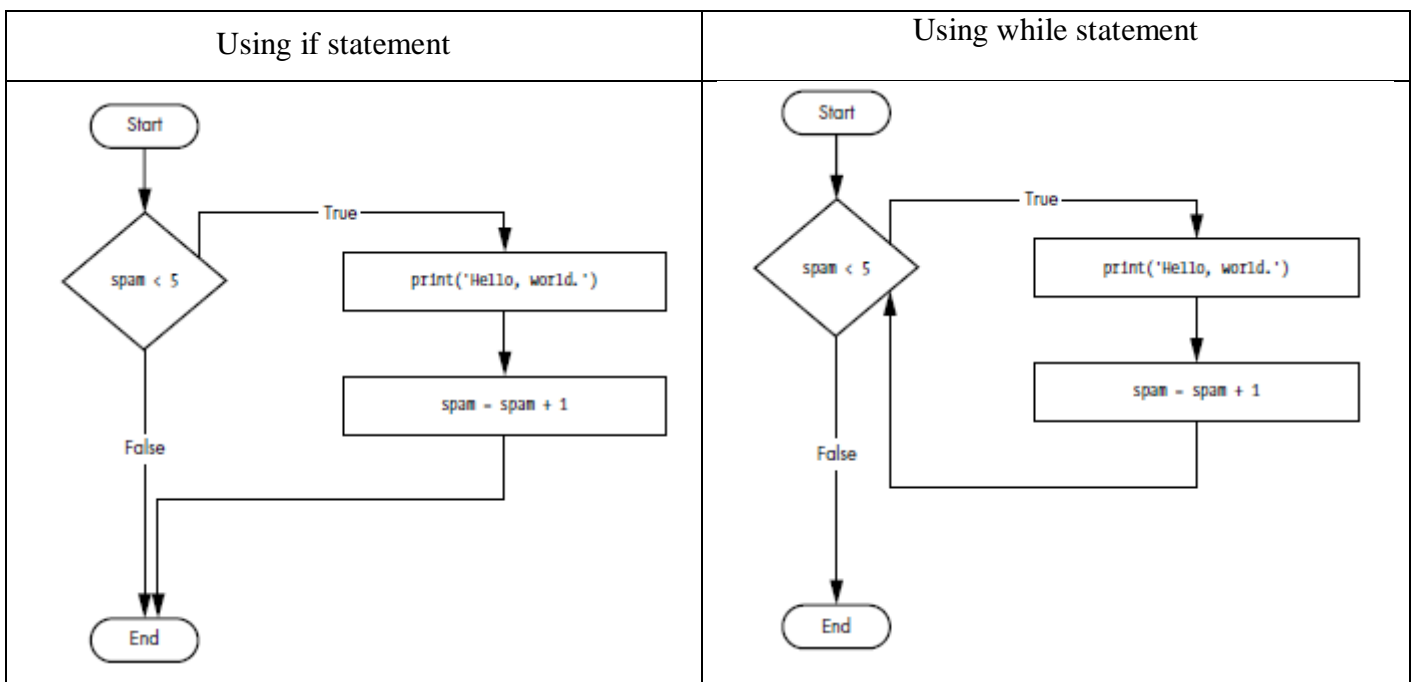 Using if statement
Using while statement
Start
True
spam < 5
print('Hello, world.')
spam = spam + 1
False
End
Start
True
spam < 5
print('Hello, world.')
spam = spam + 1
False
End